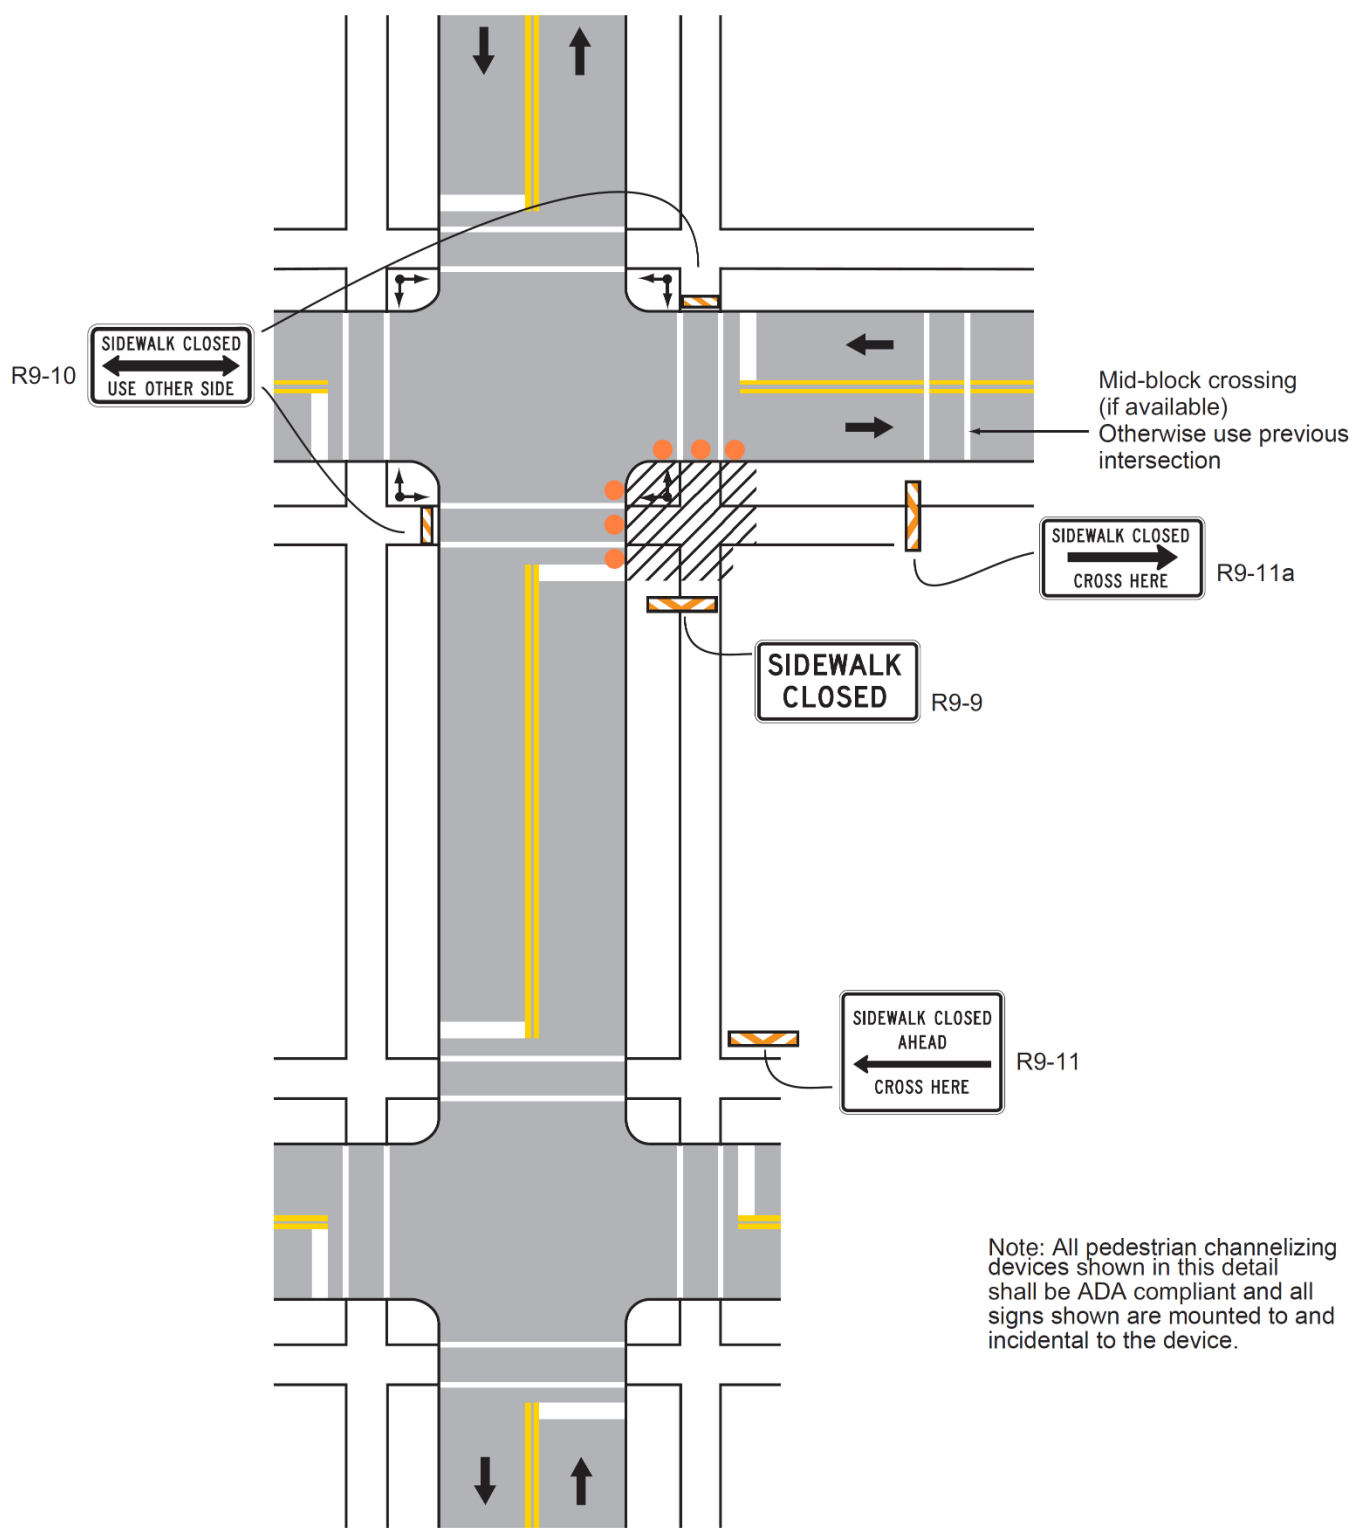 R9-10
SIDEWALK CLOSED
USE OTHER SIDE
Mid-block crossing
(if available)
Otherwise use previous
intersection
SIDEWALK CLOSED
CROSS HERE
R9-11a
SIDEWALK
CLOSED
R9-9
SIDEWALK CLOSED
AHEAD
CROSS HERE
R9-11
Note: All pedestrian channelizing
devices shown in this detail
shall be ADA compliant and all
signs shown are mounted to and
incidental to the device.